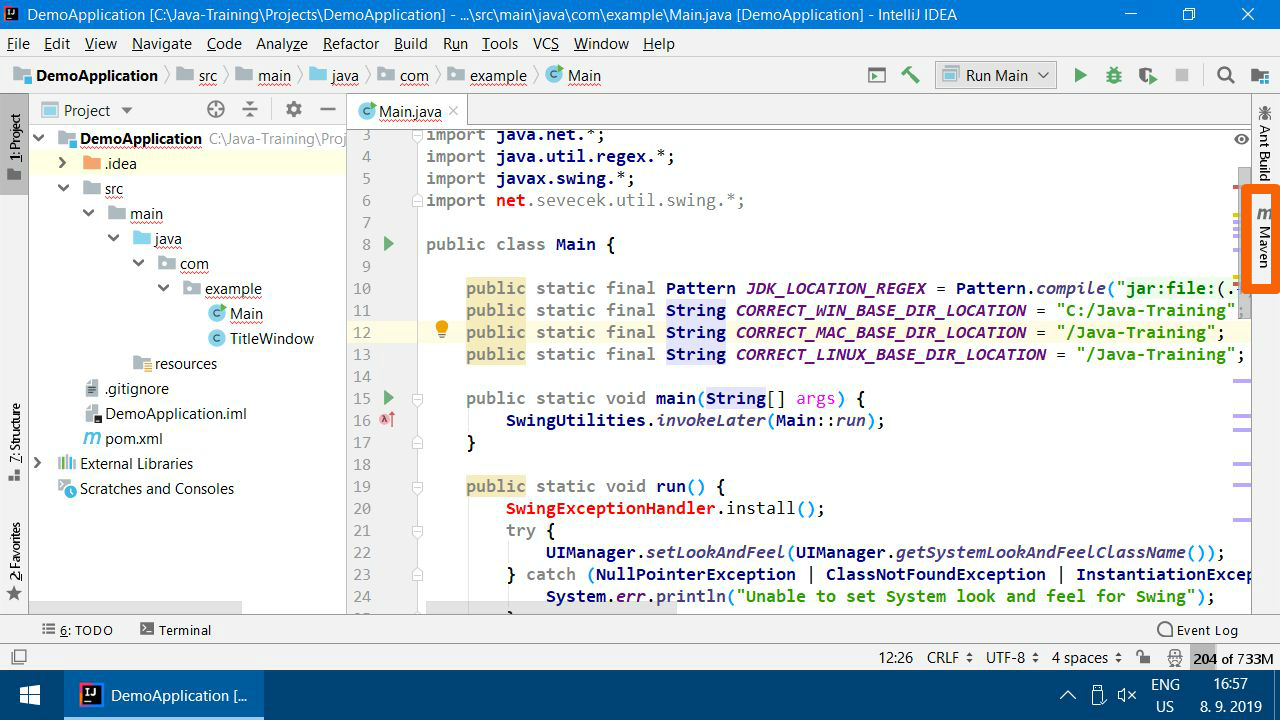 DemoApplication [C:\Java-Training\Projects\DemoApplication] - ...\src\main\java\com\example\Main.java [DemoApplication] - IntelliJ IDEA
File Edit View Navigate Code Analyze Refactor Build Run Tools VCS Window Help
DemoApplication src main java com example Main Run Main
Project
Main.java
1: Project
7: Structure
2: Favorites
DemoApplication C:\Java-Training\Proj
.idea
src
main
java
com
example
Main
TitleWindow
resources
.gitignore
DemoApplication.iml
pom.xml
External Libraries
Scratches and Consoles
3 import java.net.*;
4 import java.util.regex.*;
5 import javax.swing.*;
6 import net.sevecek.util.swing.*;
7
8 public class Main {
9
10 public static final Pattern JDK_LOCATION_REGEX = Pattern.compile("jar:file:(.
11 public static final String CORRECT_WIN_BASE_DIR_LOCATION = "C:/Java-Training";
12 public static final String CORRECT_MAC_BASE_DIR_LOCATION = "/Java-Training";
13 public static final String CORRECT_LINUX_BASE_DIR_LOCATION = "/Java-Training";
14
15 public static void main(String[] args) {
16 SwingUtilities.invokeLater(Main::run);
17 }
18
19 public static void run() {
20 SwingExceptionHandler.install();
21 try {
22 UIManager.setLookAndFeel(UIManager.getSystemLookAndFeelClassName());
23 } catch (NullPointerException | ClassNotFoundException | InstantiationExcep
24 System.err.println("Unable to set System look and feel for Swing");
Ant Build
m Maven
6: TODO Terminal Event Log
12:26 CRLF UTF-8 4 spaces 204 of 733M
DemoApplication [...
ENG
US
16:57
8. 9. 2019